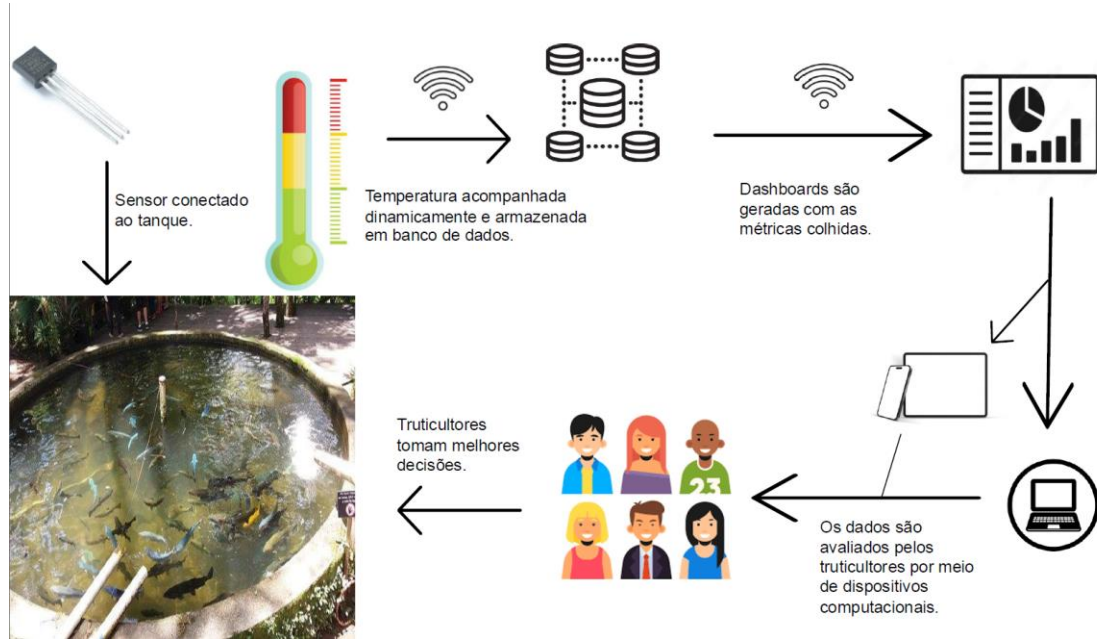 Sensor conectado
ao tanque.
Temperatura acompanhada
dinamicamente e armazenada
em banco de dados.
Dashboards são
geradas com as
métricas colhidas.
Truticultores
tomam melhores
decisões.
23
Os dados são
avaliados pelos
truticultores por meio
de dispositivos
computacionais.